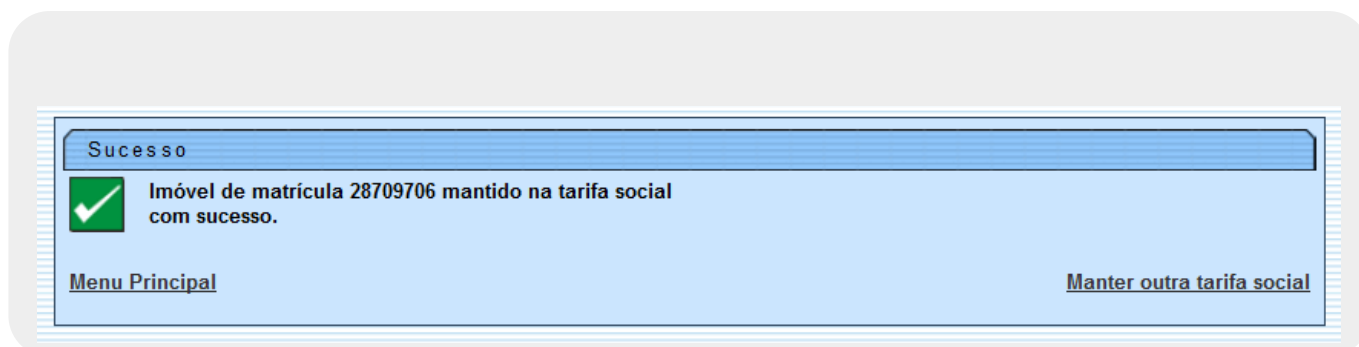 Sucesso
Imóvel de matrícula 28709706 mantido na tarifa social
com sucesso.
Menu Principal
Manter outra tarifa social